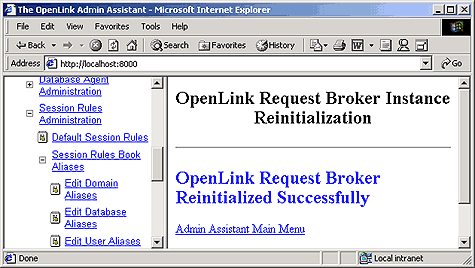 The OpenLink Admin Assistant - Microsoft Internet Explorer
File Edit View Favorites Tools Help
Back Search Favorites History
Address http://localhost:8000 Go
Database Agent
Administration
Session Rules
Administration
Default Session Rules
Session Rules Book
Aliases
Edit Domain
Aliases
Edit Database
Aliases
Edit User Aliases
OpenLink Request Broker Instance
Reinitialization
OpenLink Request Broker
Reinitialized Successfully
Admin Assistant Main Menu
Done Local intranet